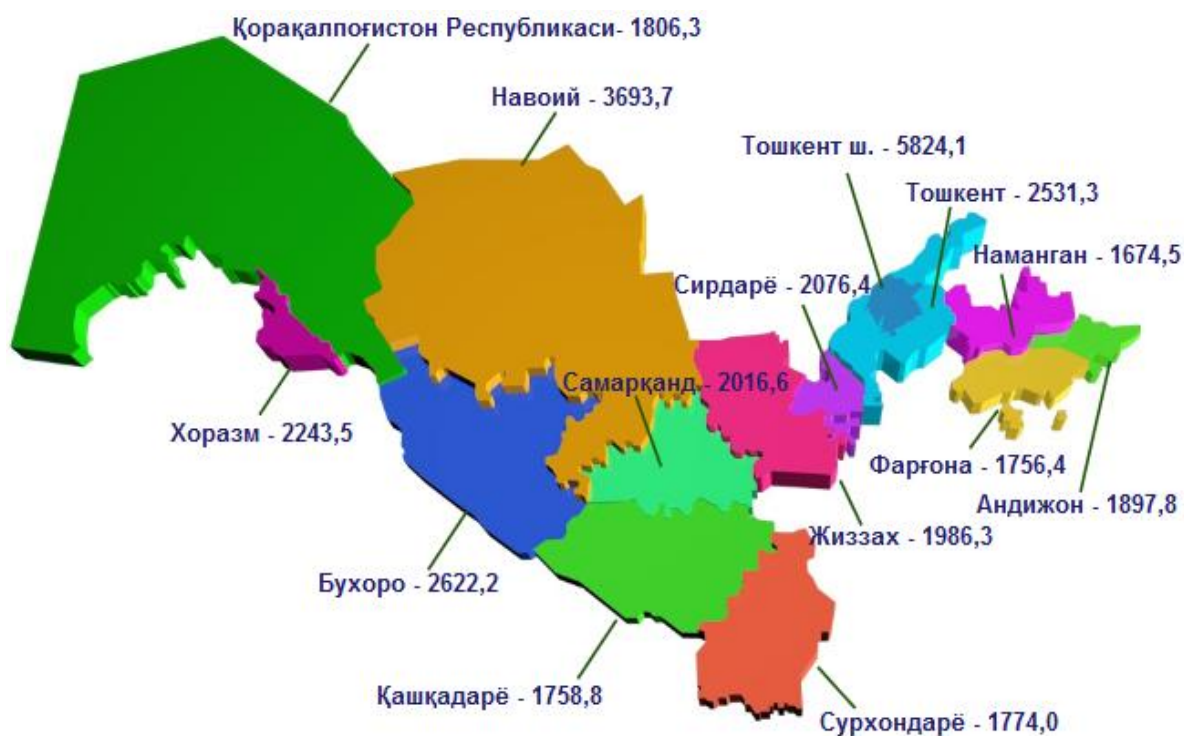 Қорақалпоғистон Республикаси- 1806,3
Навоий - 3693,7
Тошкент ш. - 5824,1
Тошкент - 2531,3
Наманган - 1674,5
Сирдарё - 2076,4
Самарқанд - 2016,6
Хоразм - 2243,5
Фарғона - 1756,4
Андижон - 1897,8
Жиззах - 1986,3
Бухоро - 2622,2
Қашқадарё - 1758,8
Сурхондарё - 1774,0